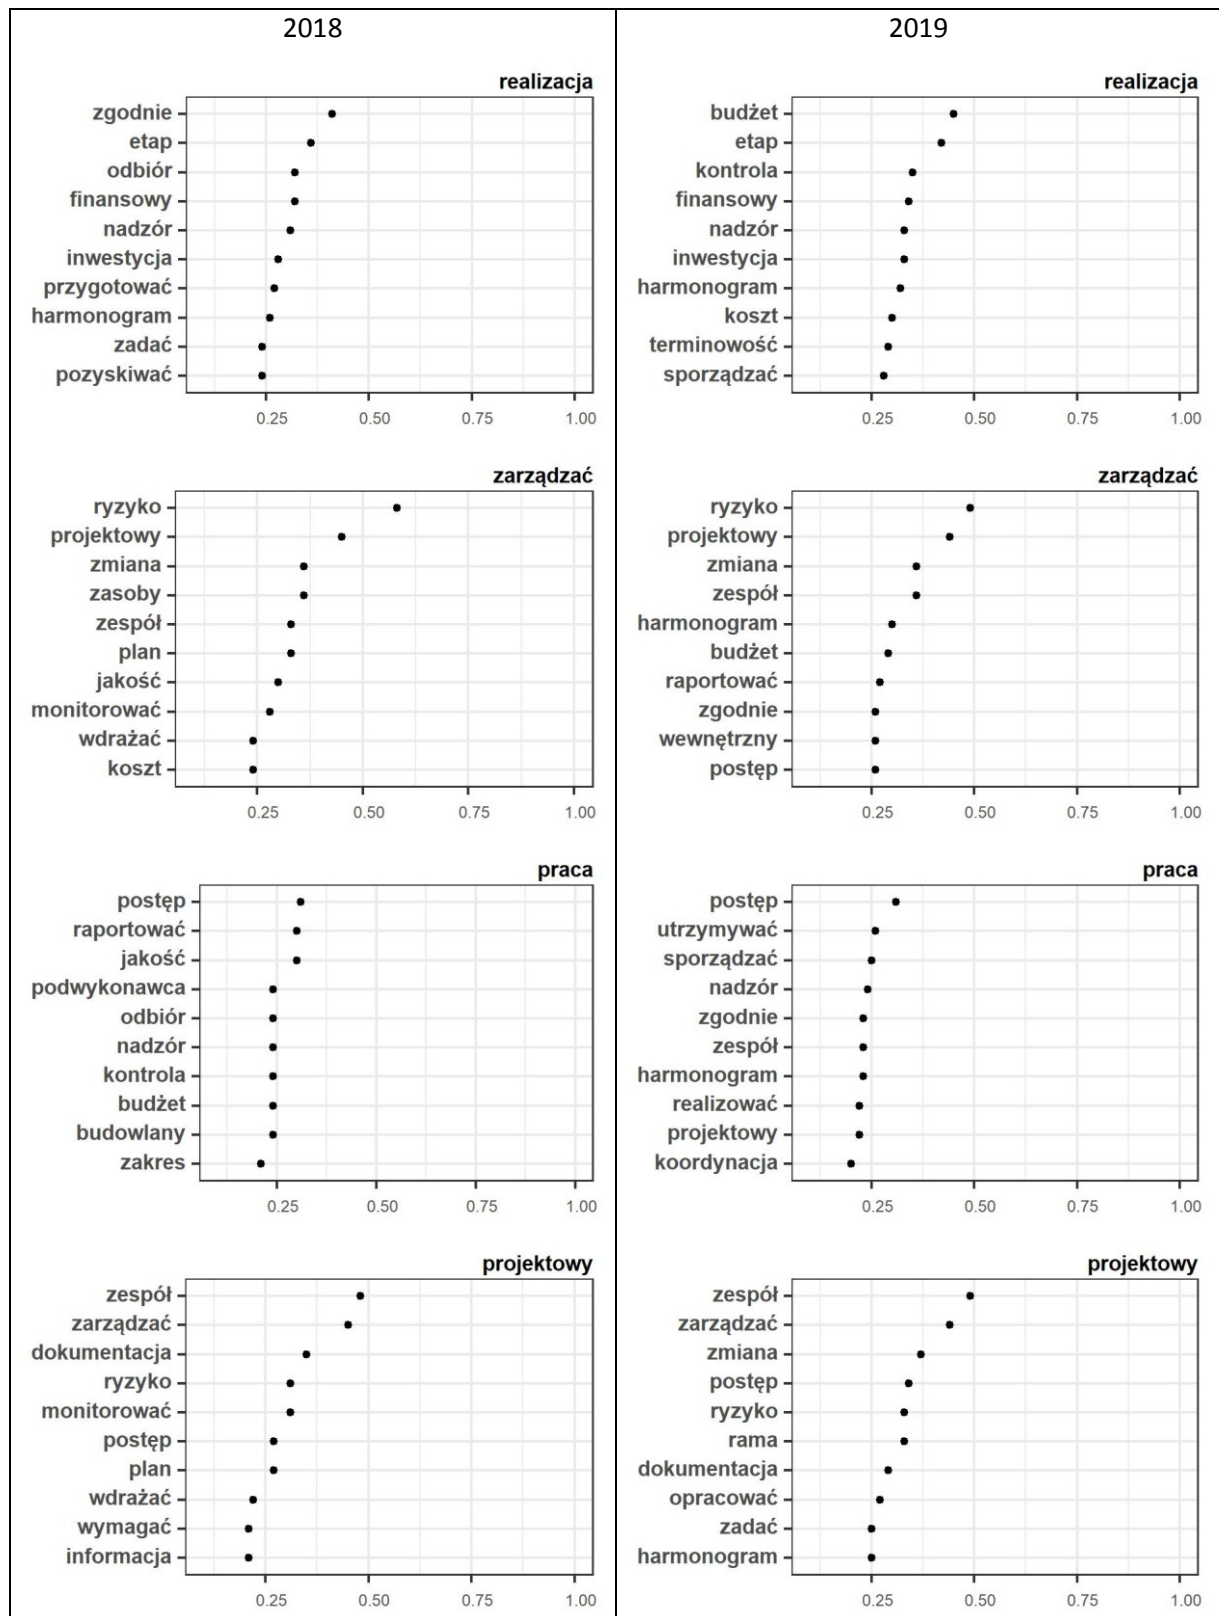 2018
realizacja
zgodnie
etap
odbiór
finansowy
nadzór
inwestycja
przygotować
harmonogram
zadać
pozyskiwać
0.25 0.50 0.75 1.00
zarządzać
ryzyko
projektowy
zmiana
zasoby
zespół
plan
jakość
monitorować
wdrażać
koszt
0.25 0.50 0.75 1.00
praca
postęp
raportować
jakość
podwykonawca
odbiór
nadzór
kontrola
budżet
budowlany
zakres
0.25 0.50 0.75 1.00
projektowy
zespół
zarządzać
dokumentacja
ryzyko
monitorować
postęp
plan
wdrażać
wymagać
informacja
0.25 0.50 0.75 1.00
2019
realizacja
budżet
etap
kontrola
finansowy
nadzór
inwestycja
harmonogram
koszt
terminowość
sporządzać
0.25 0.50 0.75 1.00
zarządzać
ryzyko
projektowy
zmiana
zespół
harmonogram
budżet
raportować
zgodnie
wewnętrzny
postęp
0.25 0.50 0.75 1.00
praca
postęp
utrzymywać
sporządzać
nadzór
zgodnie
zespół
harmonogram
realizować
projektowy
koordynacja
0.25 0.50 0.75 1.00
projektowy
zespół
zarządzać
zmiana
postęp
ryzyko
rama
dokumentacja
opracować
zadać
harmonogram
0.25 0.50 0.75 1.00